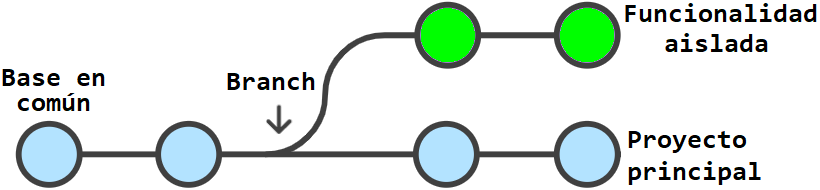 Funcionalidad
aislada
Base en
común
Branch
Proyecto
principal